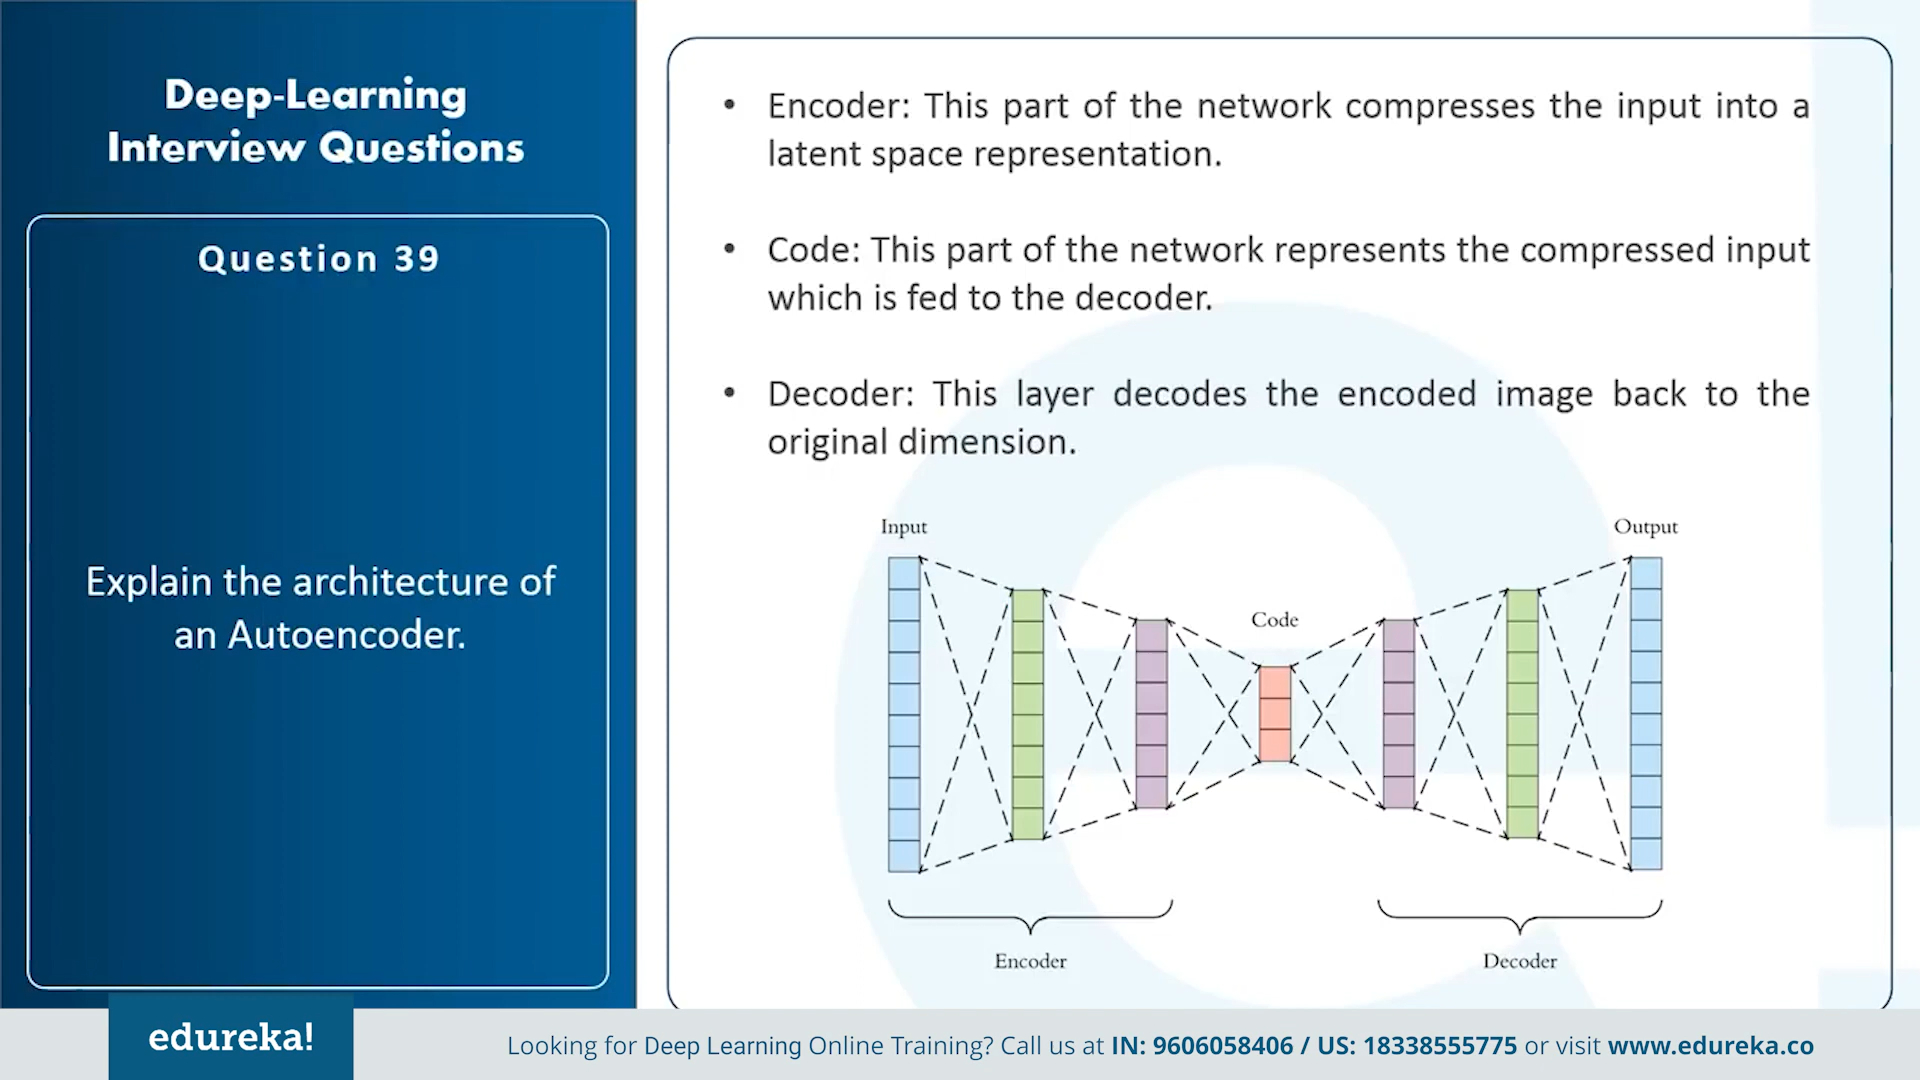 Deep-Learning
Interview Questions
Question 39
Explain the architecture of
an Autoencoder.
• Encoder: This part of the network compresses the input into a
latent space representation.
• Code: This part of the network represents the compressed input
which is fed to the decoder.
• Decoder: This layer decodes the encoded image back to the
original dimension.
Input
Output
Code
Encoder
Decoder
edureka!
Looking for Deep Learning Online Training? Call us at IN: 9606058406 / US: 18338555775 or visit www.edureka.co